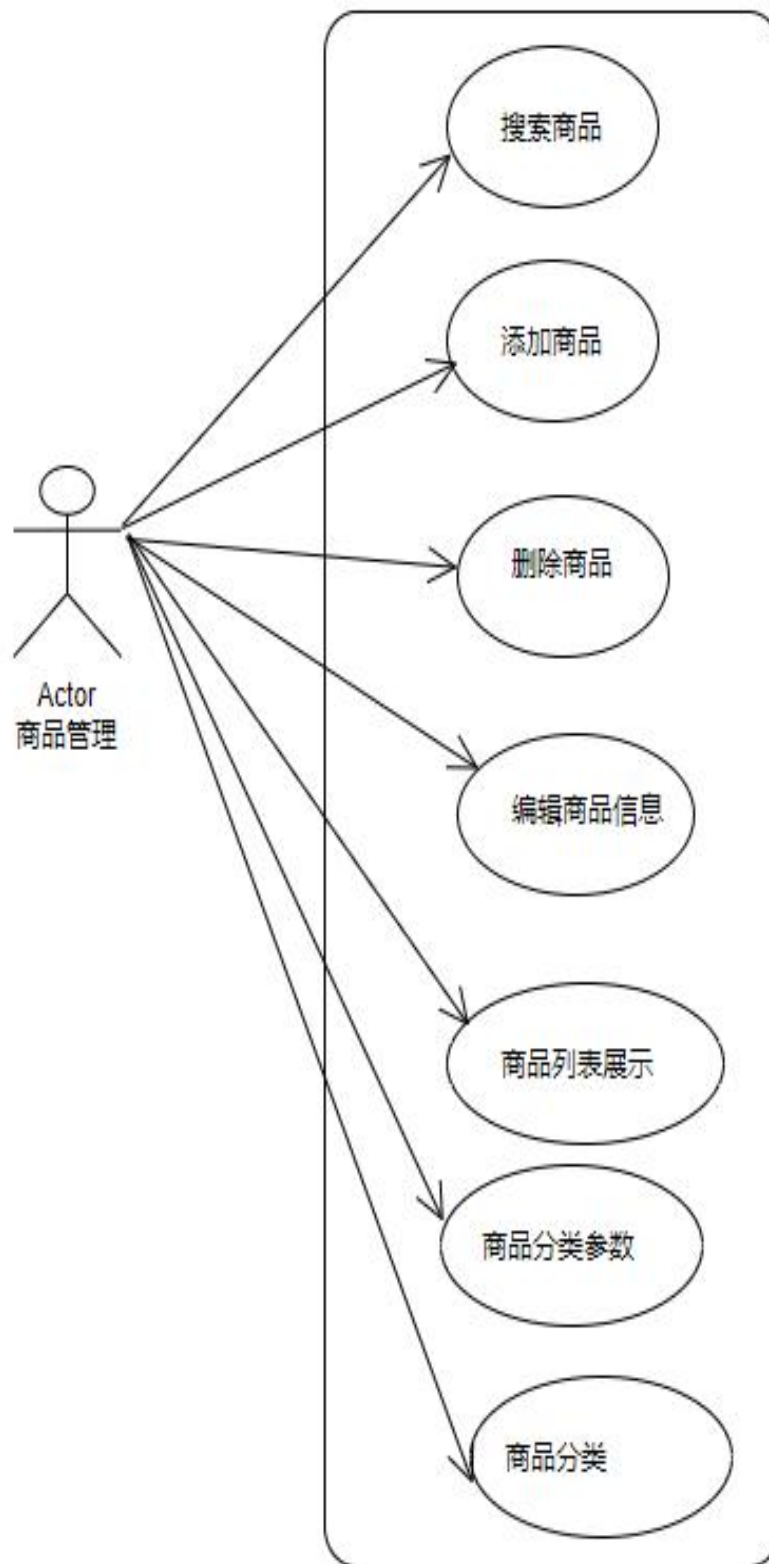 搜索商品
添加商品
删除商品
Actor
商品管理
编辑商品信息
商品列表展示
商品分类参数
商品分类